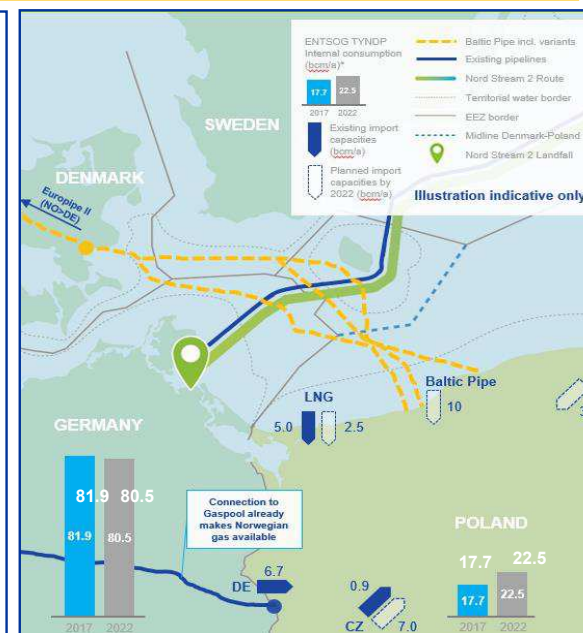 ENTSOG TYNDP
Internal consumption
(bcm/a)*
17.7 22.5
2017 2022
Existing import
capacities
(bcm/a)
Planned import
capacities by
2022 (bcm/a)
Baltic Pipe incl. variants
Existing pipelines
Nord Stream 2 Route
Territorial water border
EEZ border
Midline Denmark-Poland
Nord Stream 2 Landfall
Illustration indicative only
SWEDEN
DENMARK
Europipe II
(NO>DE)
Baltic Pipe
10
LNG
5.0 2.5
GERMANY
81.9 80.5
81.9 80.5
2017 2022
Connection to
Gaspool already
makes Norwegian
gas available
DE 6.7
0.9
CZ 7.0
POLAND
17.7 22.5
17.7 22.5
2017 2022